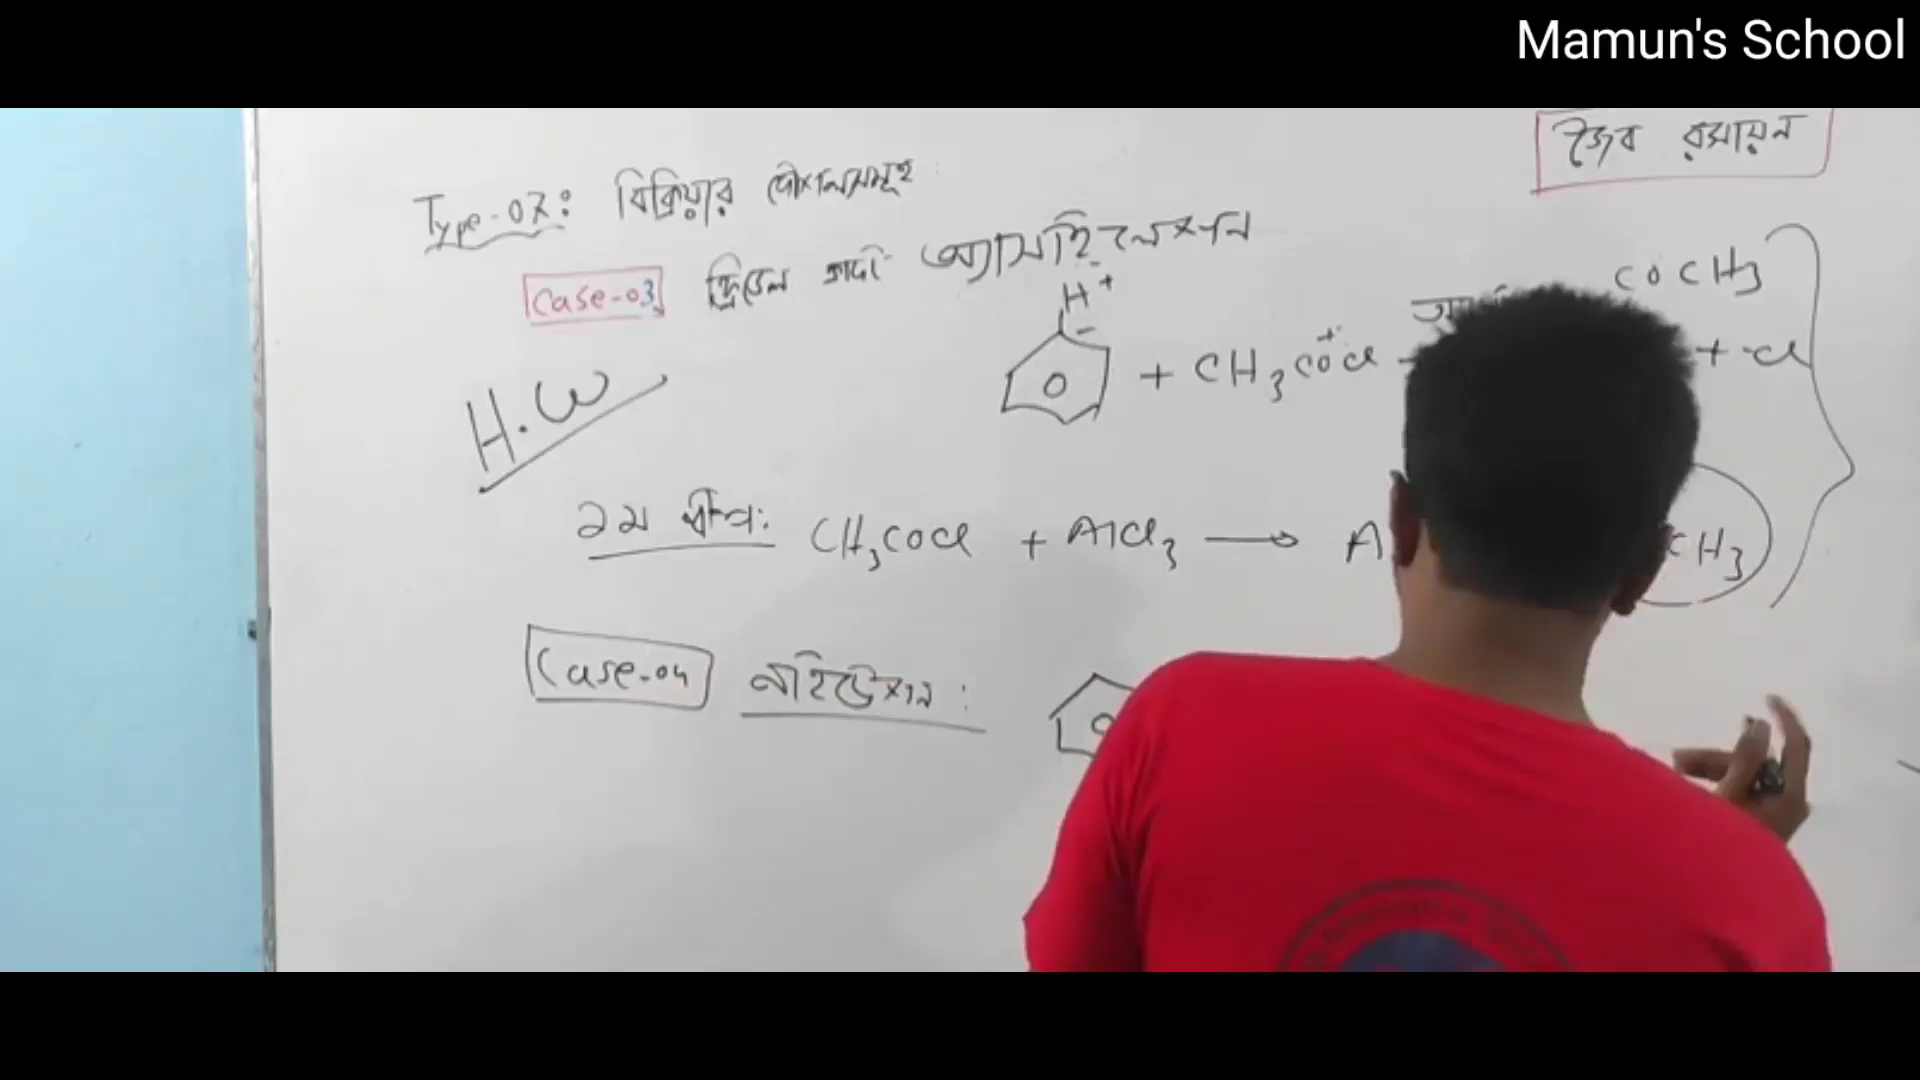 Mamun's School
জৈব রসায়ন
Type-07: বিক্রিয়ার কৌশলসমূহ:
Case-03 ফ্রিডেল ক্রাফট অ্যাসাইলেশন
H+
COCH3
+ CH3COCl + Cl
H.W
১ম ধাপ: CH3COCl + AlCl3 → A CH3
Case-04 নাইট্রেশন: